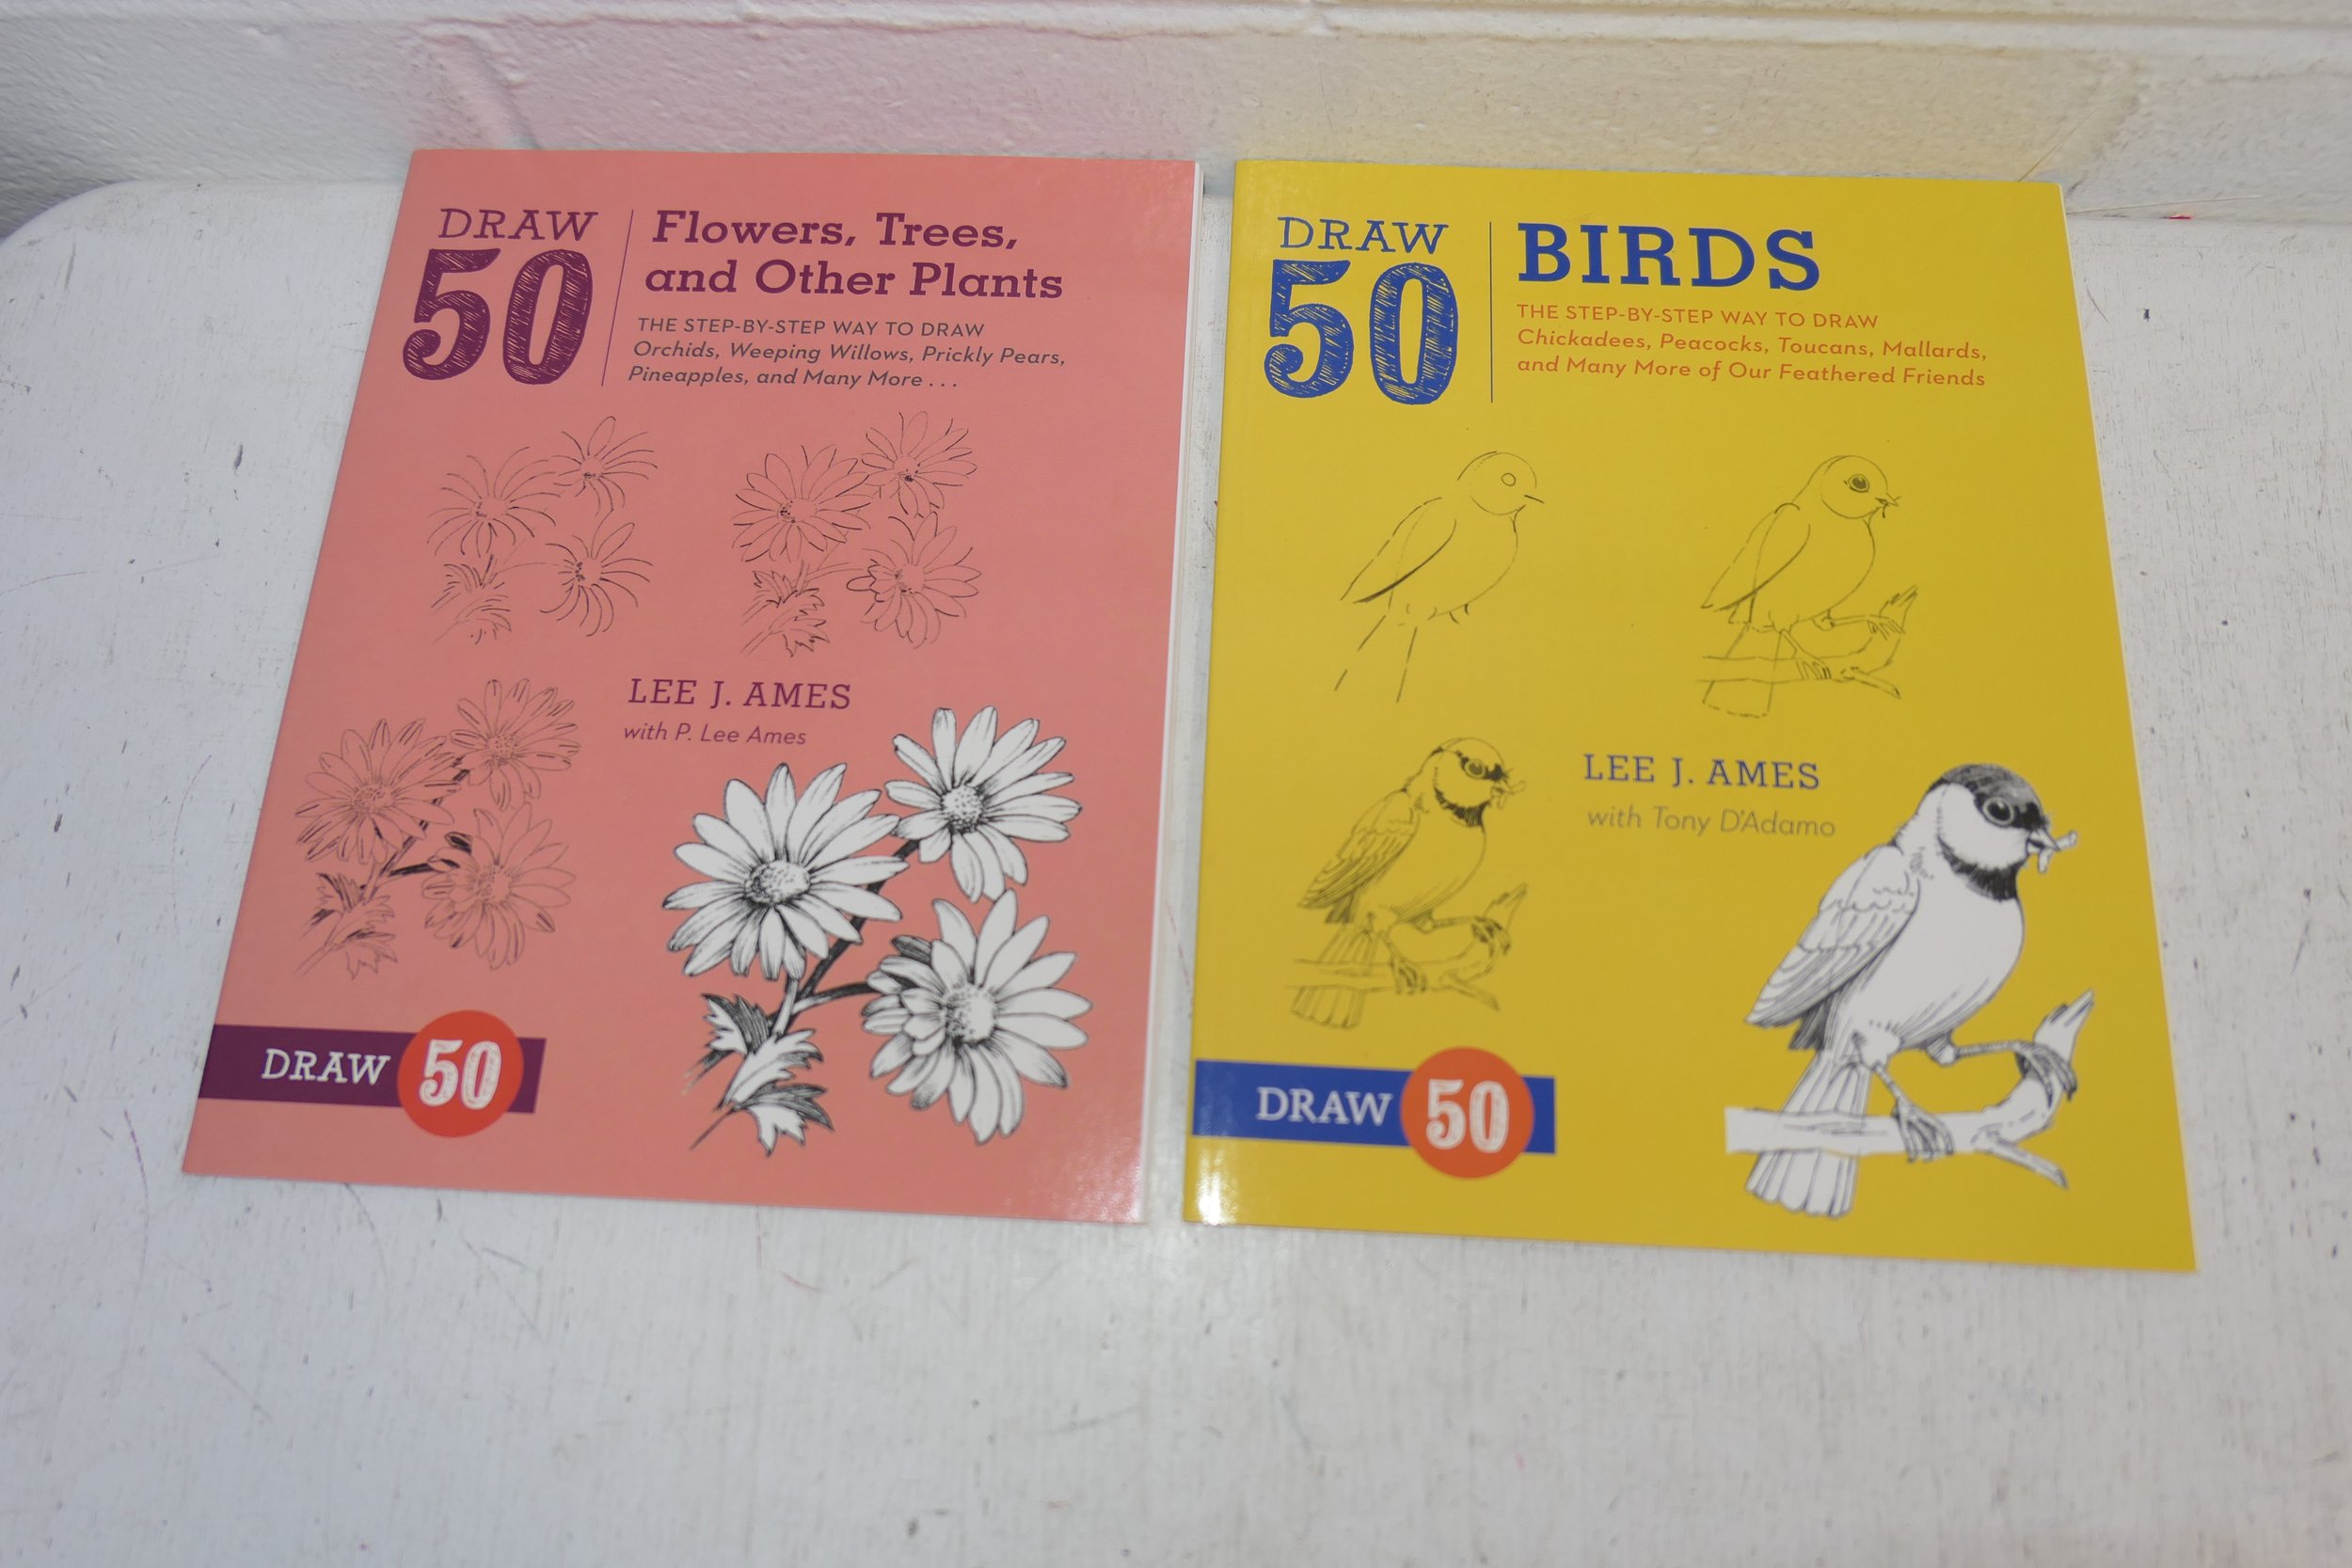 DRAW
50
Flowers, Trees,
and Other Plants
THE STEP-BY-STEP WAY TO DRAW
Orchids, Weeping Willows, Prickly Pears,
Pineapples, and Many More . . .
LEE J. AMES
with P. Lee Ames
DRAW 50
DRAW
50
BIRDS
THE STEP-BY-STEP WAY TO DRAW
Chickadees, Peacocks, Toucans, Mallards,
and Many More of Our Feathered Friends
LEE J. AMES
with Tony D'Adamo
DRAW 50